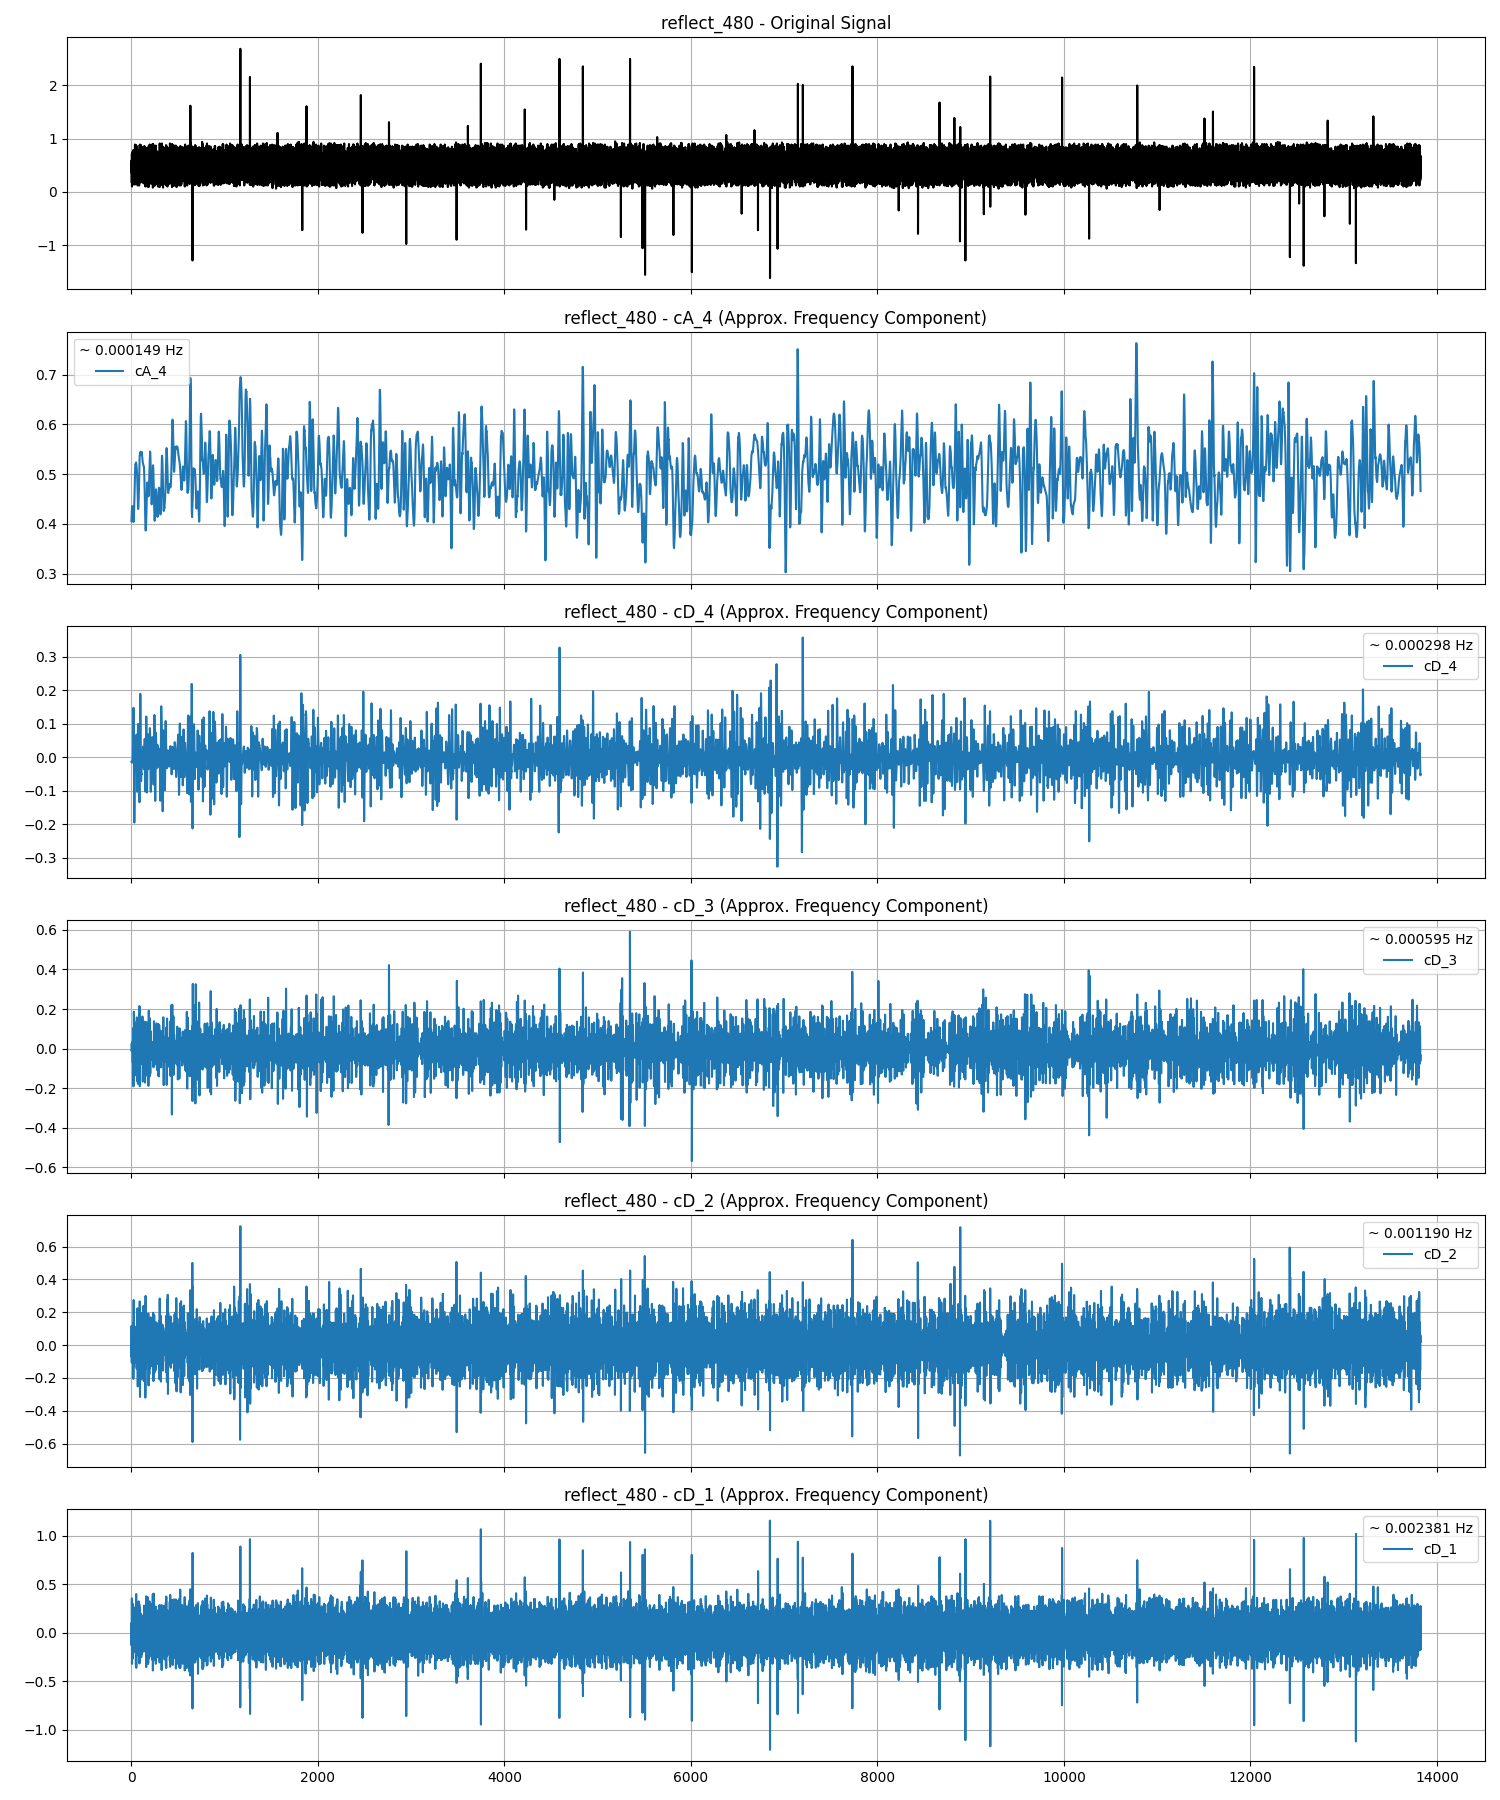 reflect_480 - Original Signal
2
1
0
−1
reflect_480 - cA_4 (Approx. Frequency Component)
~ 0.000149 Hz
cA_4
0.7
0.6
0.5
0.4
0.3
reflect_480 - cD_4 (Approx. Frequency Component)
~ 0.000298 Hz
cD_4
0.3
0.2
0.1
0.0
−0.1
−0.2
−0.3
reflect_480 - cD_3 (Approx. Frequency Component)
~ 0.000595 Hz
cD_3
0.6
0.4
0.2
0.0
−0.2
−0.4
−0.6
reflect_480 - cD_2 (Approx. Frequency Component)
~ 0.001190 Hz
cD_2
0.6
0.4
0.2
0.0
−0.2
−0.4
−0.6
reflect_480 - cD_1 (Approx. Frequency Component)
~ 0.002381 Hz
cD_1
1.0
0.5
0.0
−0.5
−1.0
0 2000 4000 6000 8000 10000 12000 14000